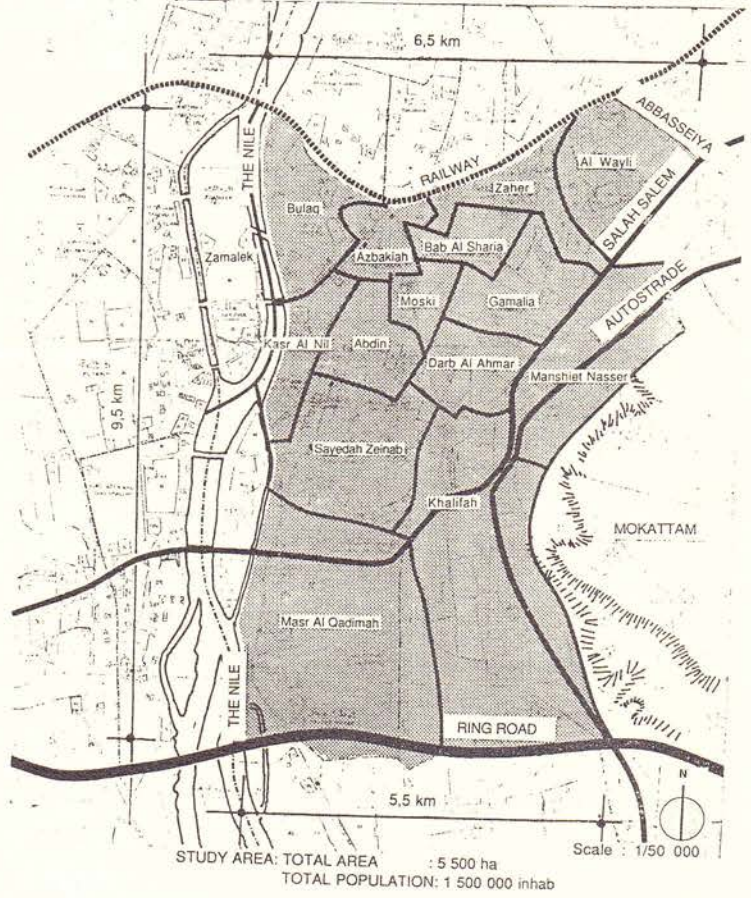 6,5 km
ABBASSEIYA
THE NILE
RAILWAY
Al Wayli
Zaher
SALAH SALEM
Bulaq
Bab Al Sharia
Azbakiah
Zamalek
AUTOSTRADE
Moski
Gamalia
Kasr Al Nil
Abdin
Darb Al Ahmar
Manshiet Nasser
9,5 km
Sayedah Zeinab
Khalifah
MOKATTAM
Masr Al Qadimah
THE NILE
RING ROAD
N
5,5 km
Scale : 1/50 000
STUDY AREA: TOTAL AREA : 5 500 ha
TOTAL POPULATION: 1 500 000 inhab